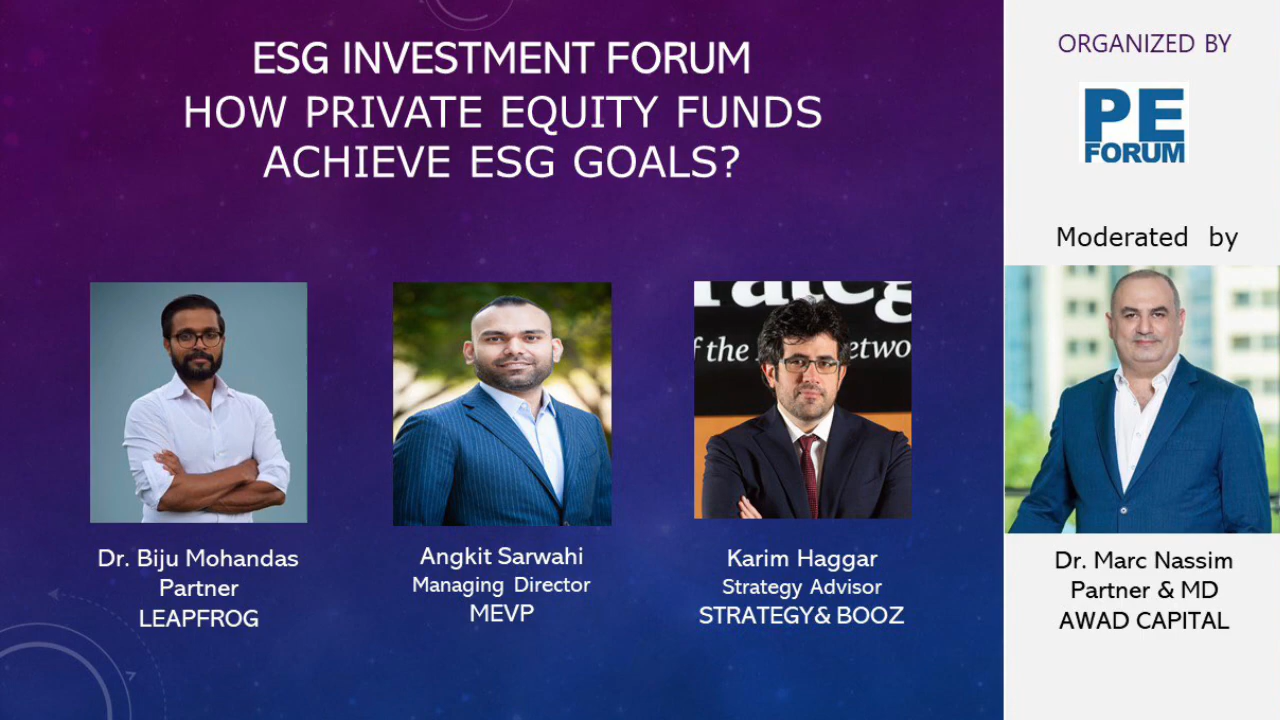 ESG INVESTMENT FORUM
HOW PRIVATE EQUITY FUNDS
ACHIEVE ESG GOALS?
ORGANIZED BY
PE
FORUM
Moderated by
of the
Dr. Biju Mohandas
Partner
LEAPFROG
Angkit Sarwahi
Managing Director
MEVP
Karim Haggar
Strategy Advisor
STRATEGY& BOOZ
Dr. Marc Nassim
Partner & MD
AWAD CAPITAL